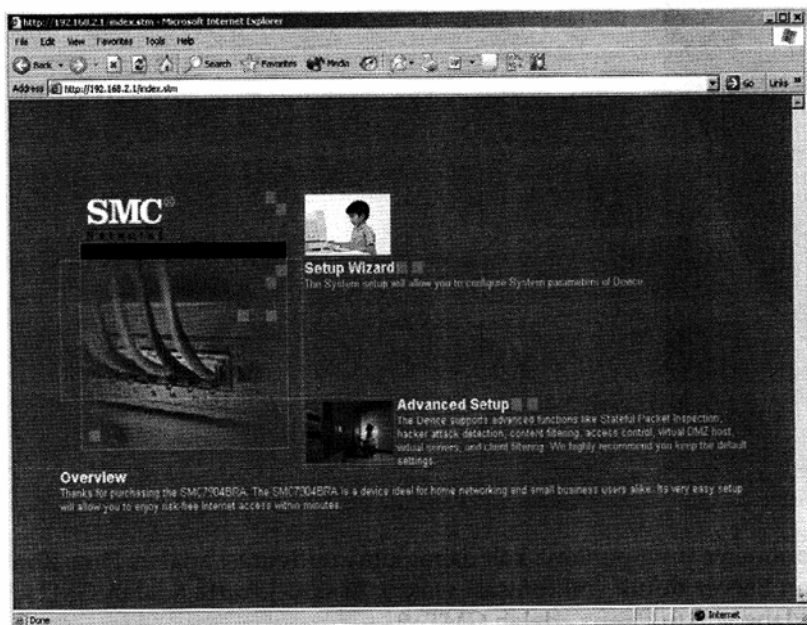 http://192.168.2.1/index.stm - Microsoft Internet Explorer
File Edit View Favorites Tools Help
Back Search Favorites Media
Address http://192.168.2.1/index.stm Go Links »
SMC®
Networks
Setup Wizard
The System setup will allow you to configure System parameters of Device.
Advanced Setup
The Device supports advanced functions like Stateful Packet Inspection,
hacker attack detection, content filtering, access control, virtual DMZ host,
virtual servers, and client filtering. We highly recommend you keep the default
settings.
Overview
Thanks for purchasing the SMC7904BRA. The SMC7904BRA is a device ideal for home networking and small business users alike. Its very easy setup
will allow you to enjoy risk-free Internet access within minutes.
Done Internet